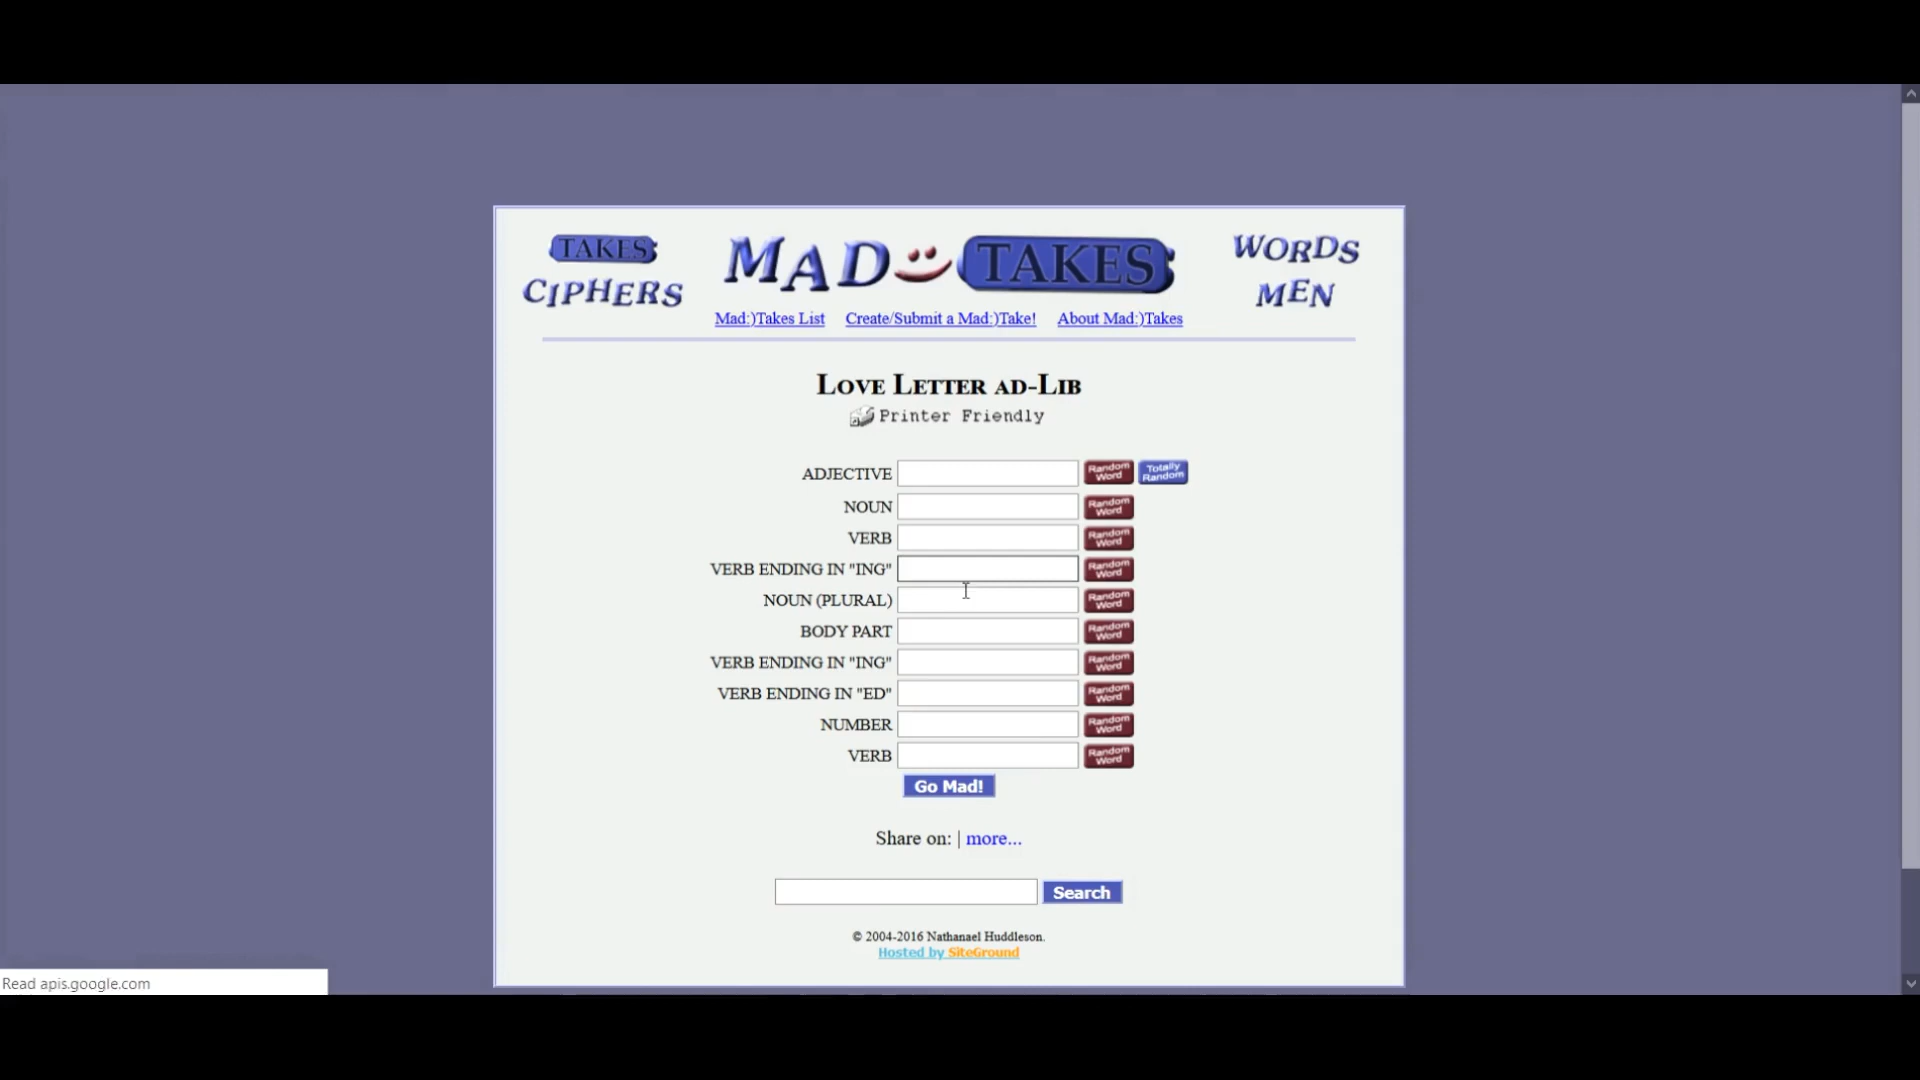 TAKES
CIPHERS
MAD:)TAKES
WORDS
MEN
Mad:)Takes List Create/Submit a Mad:)Take! About Mad:)Takes
LOVE LETTER AD-LIB
Printer Friendly
ADJECTIVE Random Word Totally Random
NOUN Random Word
VERB Random Word
VERB ENDING IN "ING" Random Word
NOUN (PLURAL) Random Word
BODY PART Random Word
VERB ENDING IN "ING" Random Word
VERB ENDING IN "ED" Random Word
NUMBER Random Word
VERB Random Word
Go Mad!
Share on: | more...
Search
© 2004-2016 Nathanael Huddleson.
Hosted by SiteGround
Read apis.google.com